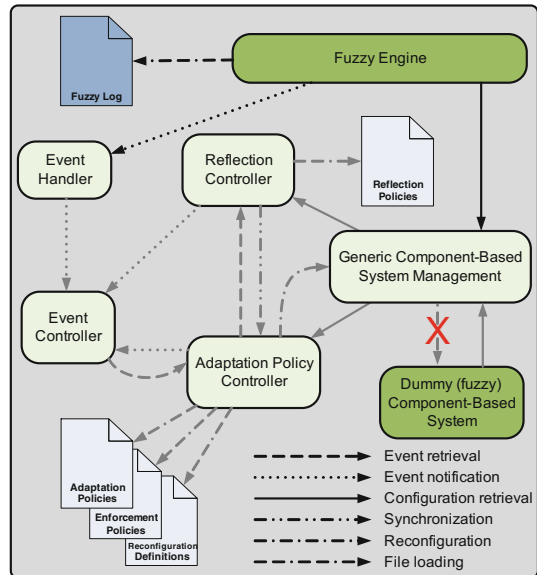 Fuzzy Engine
Fuzzy Log
Event
Handler
Reflection
Controller
Reflection
Policies
Generic Component-Based
System Management
Event
Controller
X
Adaptation Policy
Controller
Dummy (fuzzy)
Component-Based
System
Adaptation
Policies
Enforcement
Policies
Reconfiguration
Definitions
Event retrieval
Event notification
Configuration retrieval
Synchronization
Reconfiguration
File loading